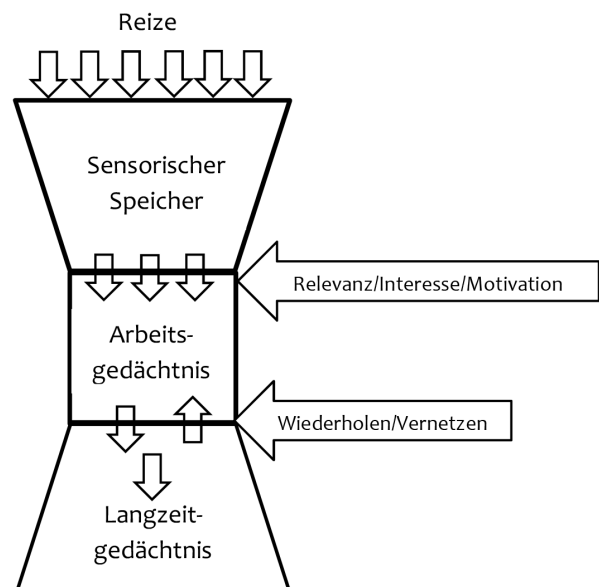 Reize
Sensorischer
Speicher
Relevanz/Interesse/Motivation
Arbeits-
gedächtnis
Wiederholen/Vernetzen
Langzeit-
gedächtnis